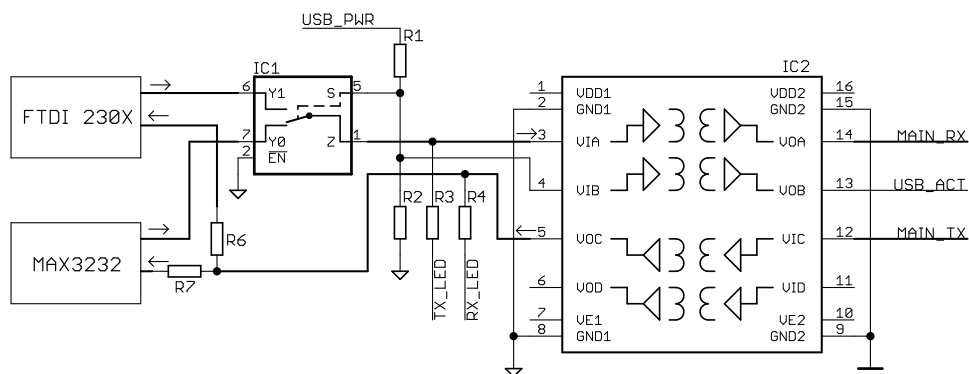 USB_PWR
R1
IC1
IC2
FTDI 230X
6 Y1 S 5
7 Y0 Z 1
2 EN
1 VDD1 VDD2 16
2 GND1 GND2 15
3 VIA VOA 14 MAIN_RX
4 VIB VOB 13 USB_ACT
5 VOC VIC 12 MAIN_TX
6 VOD VID 11
7 VE1 VE2 10
8 GND1 GND2 9
R2
R3
R4
R6
MAX3232
R7
TX_LED
RX_LED